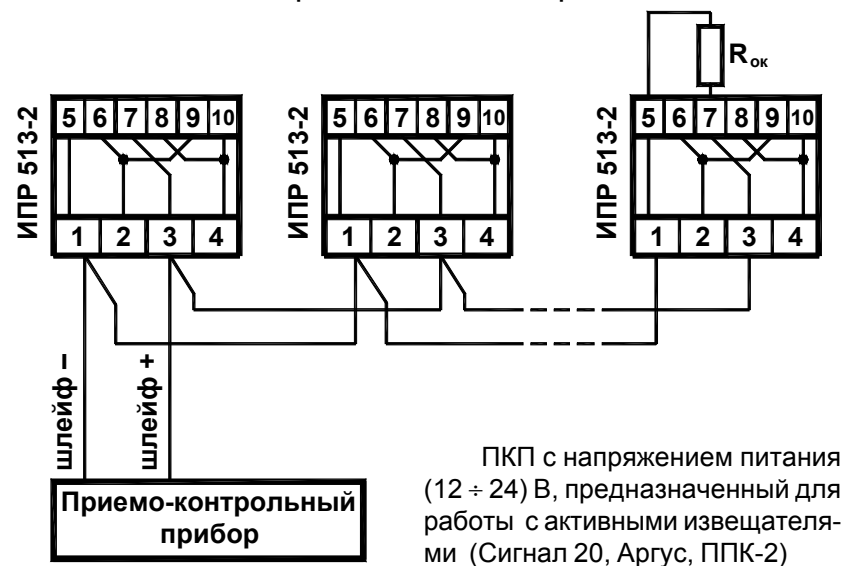 R ок
ИПР 513-2
5 6 7 8 9 10
1 2 3 4
ИПР 513-2
5 6 7 8 9 10
1 2 3 4
ИПР 513-2
5 6 7 8 9 10
1 2 3 4
шлейф –
шлейф +
Приемо-контрольный
прибор
ПКП с напряжением питания
(12 ÷ 24) В, предназначенный для
работы с активными извещателя-
ми (Сигнал 20, Аргус, ППК-2)